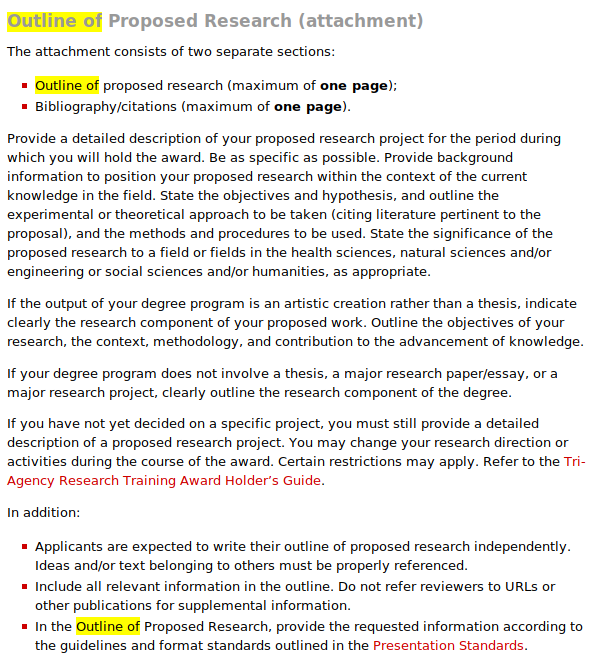 Outline of Proposed Research (attachment)
The attachment consists of two separate sections:
Outline of proposed research (maximum of one page);
Bibliography/citations (maximum of one page).
Provide a detailed description of your proposed research project for the period during
which you will hold the award. Be as specific as possible. Provide background
information to position your proposed research within the context of the current
knowledge in the field. State the objectives and hypothesis, and outline the
experimental or theoretical approach to be taken (citing literature pertinent to the
proposal), and the methods and procedures to be used. State the significance of the
proposed research to a field or fields in the health sciences, natural sciences and/or
engineering or social sciences and/or humanities, as appropriate.
If the output of your degree program is an artistic creation rather than a thesis, indicate
clearly the research component of your proposed work. Outline the objectives of your
research, the context, methodology, and contribution to the advancement of knowledge.
If your degree program does not involve a thesis, a major research paper/essay, or a
major research project, clearly outline the research component of the degree.
If you have not yet decided on a specific project, you must still provide a detailed
description of a proposed research project. You may change your research direction or
activities during the course of the award. Certain restrictions may apply. Refer to the Tri-
Agency Research Training Award Holder’s Guide.
In addition:
Applicants are expected to write their outline of proposed research independently.
Ideas and/or text belonging to others must be properly referenced.
Include all relevant information in the outline. Do not refer reviewers to URLs or
other publications for supplemental information.
In the Outline of Proposed Research, provide the requested information according to
the guidelines and format standards outlined in the Presentation Standards.